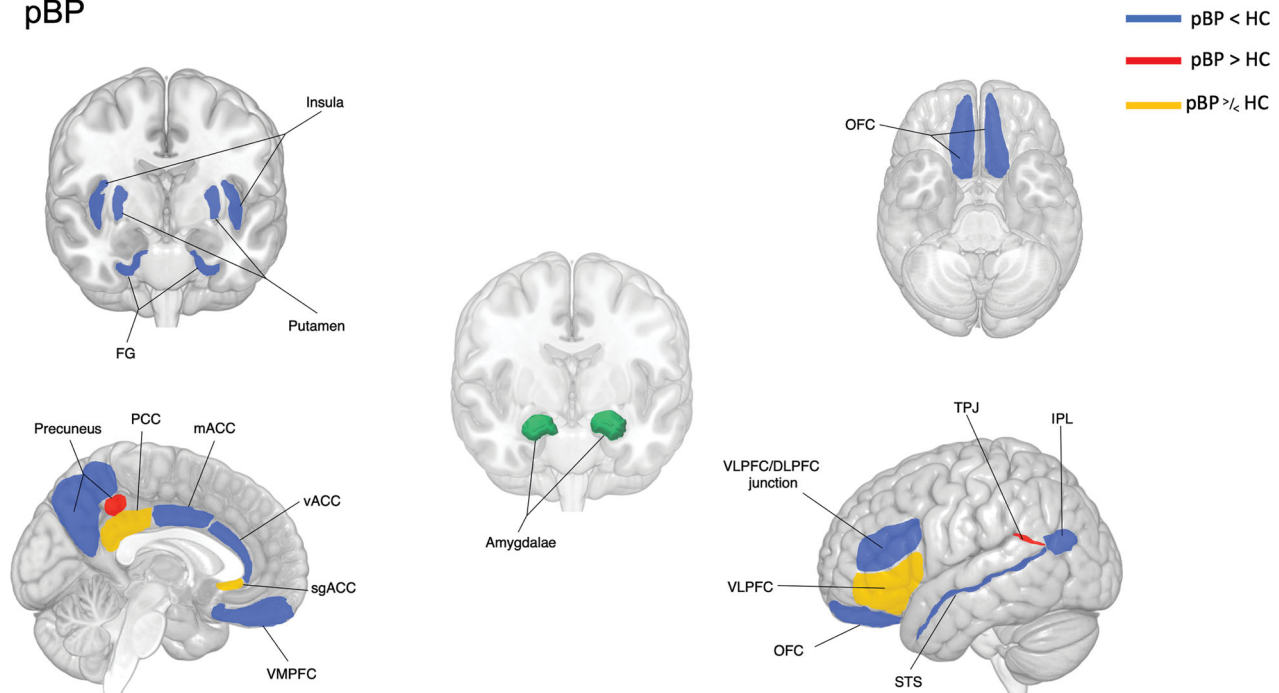 pBP
pBP < HC
pBP > HC
pBP >/< HC
Insula
Putamen
FG
OFC
Amygdalae
Precuneus
PCC
mACC
vACC
sgACC
VMPFC
TPJ
IPL
VLPFC/DLPFC
junction
VLPFC
OFC
STS